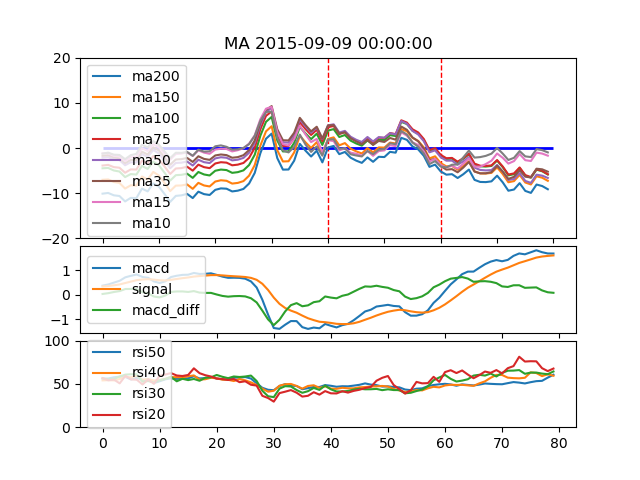 MA 2015-09-09 00:00:00
20
10
0
−10
−20
ma200
ma150
ma100
ma75
ma50
ma35
ma15
ma10
1
0
−1
macd
signal
macd_diff
100
50
0
rsi50
rsi40
rsi30
rsi20
0 10 20 30 40 50 60 70 80